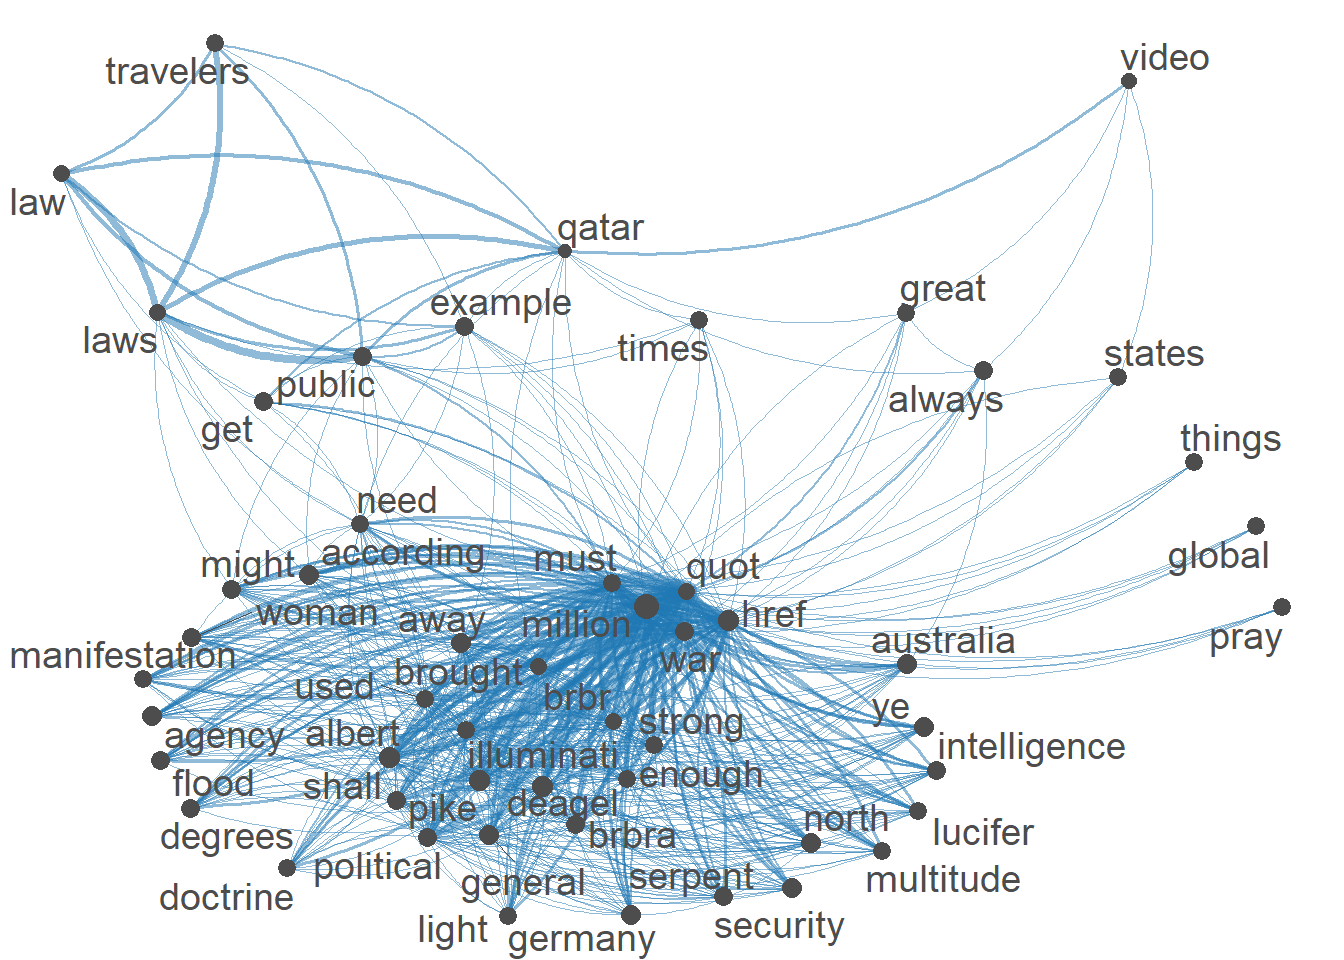 video
travelers
law
qatar
great
example
times
laws
states
public
always
get
things
need
according
must
quot
global
might
woman
away
million
href
manifestation
brought
war
australia
pray
used
brbr
strong
ye
agency
albert
illuminati
enough
intelligence
flood
shall
pike
deagel
brbra
north
lucifer
degrees
doctrine
political
general
serpent
multitude
light
germany
security